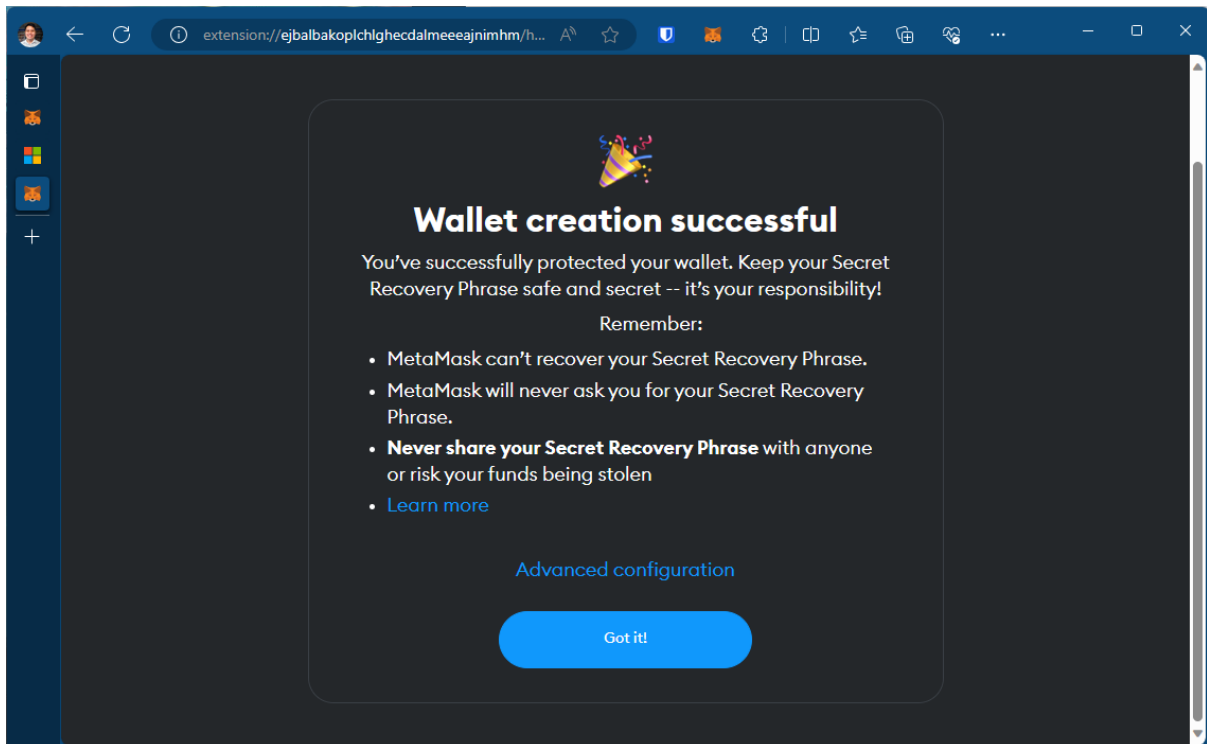 extension://ejbalbakoplchlghecdalmeeeajnimhm/h...
Wallet creation successful
You've successfully protected your wallet. Keep your Secret
Recovery Phrase safe and secret -- it's your responsibility!
Remember:
• MetaMask can't recover your Secret Recovery Phrase.
• MetaMask will never ask you for your Secret Recovery
Phrase.
• Never share your Secret Recovery Phrase with anyone
or risk your funds being stolen
• Learn more
Advanced configuration
Got it!